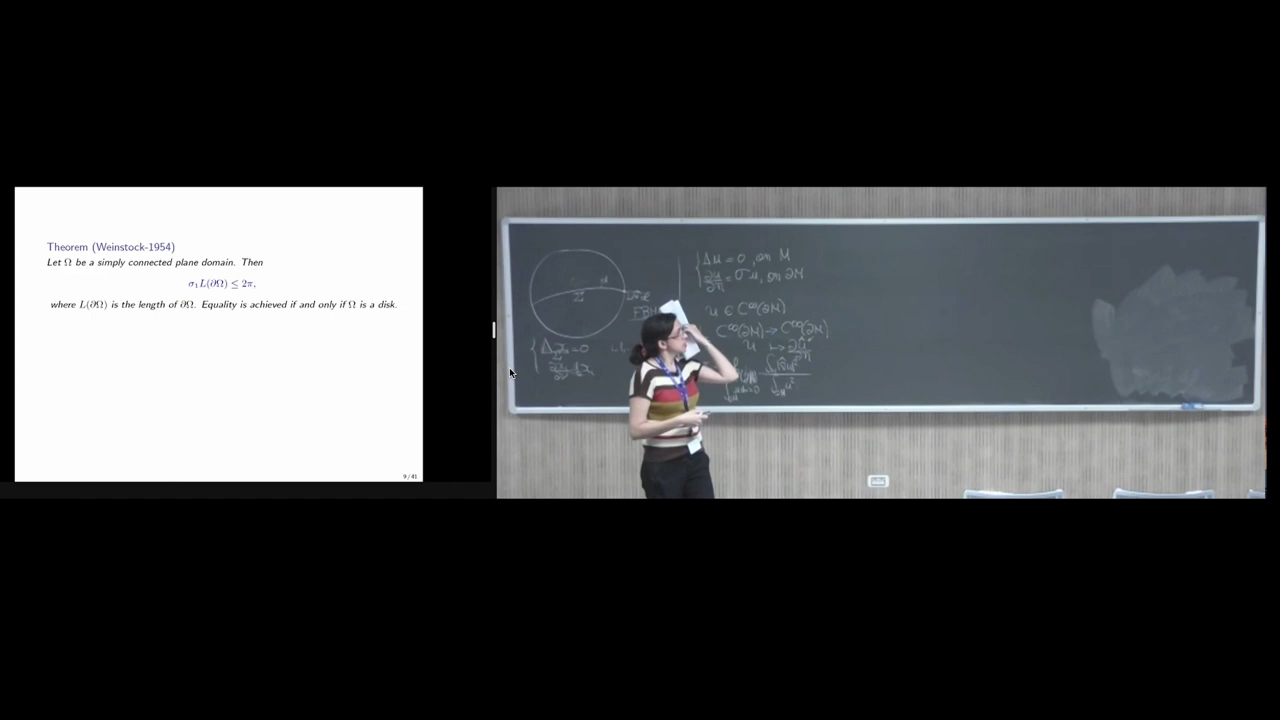 Theorem (Weinstock-1954)
Let Ω be a simply connected plane domain. Then
σ₁L(∂Ω) ≤ 2π,
where L(∂Ω) is the length of ∂Ω. Equality is achieved if and only if Ω is a disk.
9 / 41
Σ
Δu = 0, on M
∂u/∂η = σu, on ∂M
u ∈ C^∞(∂M)
C^∞(∂M) → C^∞(∂M)
u ↦ ∂û/∂η